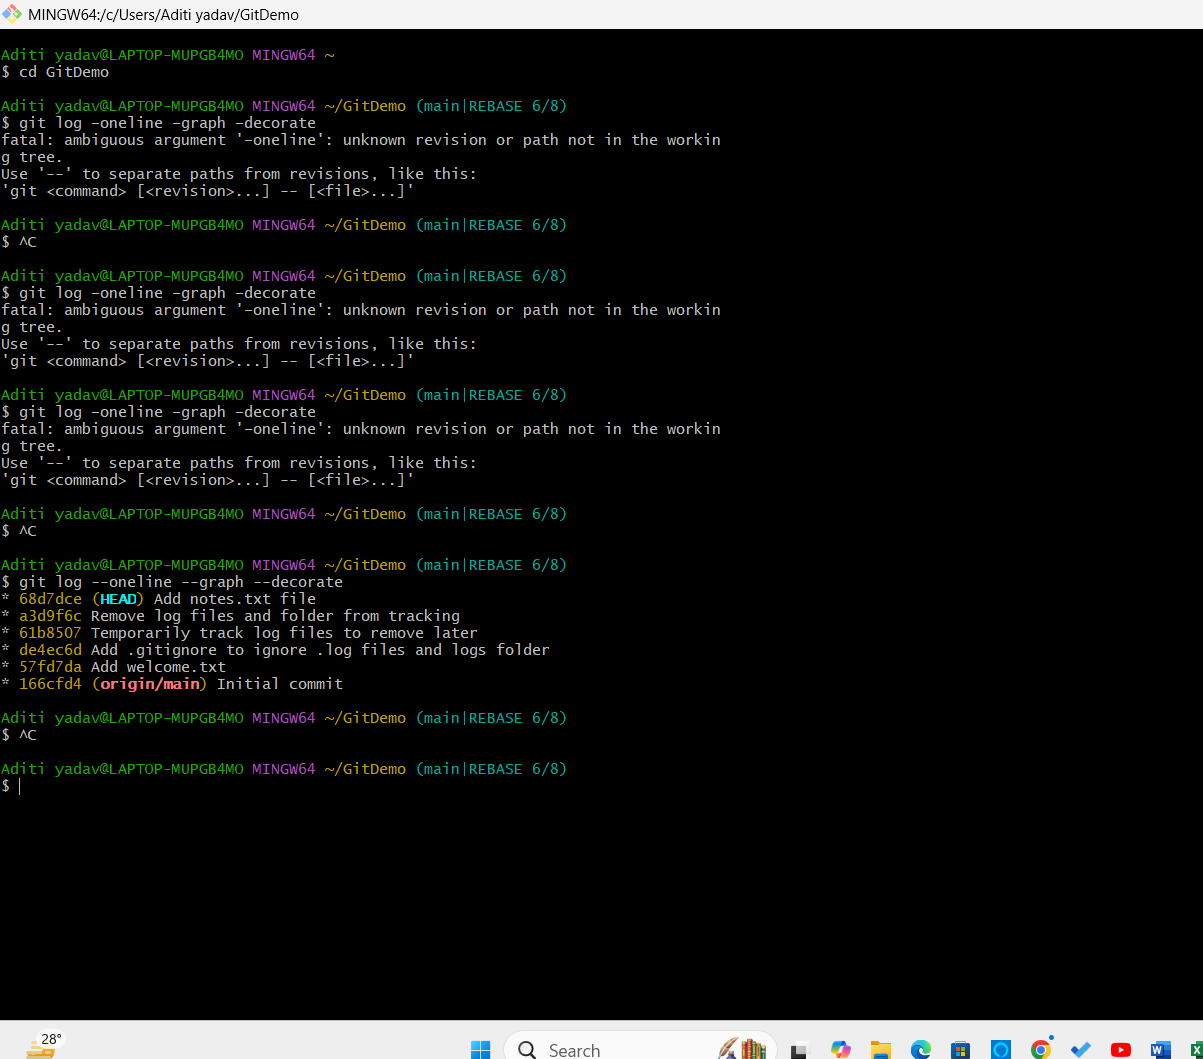 MINGW64:/c/Users/Aditi yadav/GitDemo
Aditi yadav@LAPTOP-MUPGB4MO MINGW64 ~
$ cd GitDemo
Aditi yadav@LAPTOP-MUPGB4MO MINGW64 ~/GitDemo (main|REBASE 6/8)
$ git log –oneline –graph –decorate
fatal: ambiguous argument '–oneline': unknown revision or path not in the workin
g tree.
Use '--' to separate paths from revisions, like this:
'git <command> [<revision>...] -- [<file>...]'
Aditi yadav@LAPTOP-MUPGB4MO MINGW64 ~/GitDemo (main|REBASE 6/8)
$ ^C
Aditi yadav@LAPTOP-MUPGB4MO MINGW64 ~/GitDemo (main|REBASE 6/8)
$ git log –oneline –graph –decorate
fatal: ambiguous argument '–oneline': unknown revision or path not in the workin
g tree.
Use '--' to separate paths from revisions, like this:
'git <command> [<revision>...] -- [<file>...]'
Aditi yadav@LAPTOP-MUPGB4MO MINGW64 ~/GitDemo (main|REBASE 6/8)
$ git log –oneline –graph –decorate
fatal: ambiguous argument '–oneline': unknown revision or path not in the workin
g tree.
Use '--' to separate paths from revisions, like this:
'git <command> [<revision>...] -- [<file>...]'
Aditi yadav@LAPTOP-MUPGB4MO MINGW64 ~/GitDemo (main|REBASE 6/8)
$ ^C
Aditi yadav@LAPTOP-MUPGB4MO MINGW64 ~/GitDemo (main|REBASE 6/8)
$ git log --oneline --graph --decorate
* 68d7dce (HEAD) Add notes.txt file
* a3d9f6c Remove log files and folder from tracking
* 61b8507 Temporarily track log files to remove later
* de4ec6d Add .gitignore to ignore .log files and logs folder
* 57fd7da Add welcome.txt
* 166cfd4 (origin/main) Initial commit
Aditi yadav@LAPTOP-MUPGB4MO MINGW64 ~/GitDemo (main|REBASE 6/8)
$ ^C
Aditi yadav@LAPTOP-MUPGB4MO MINGW64 ~/GitDemo (main|REBASE 6/8)
$
28°
Search